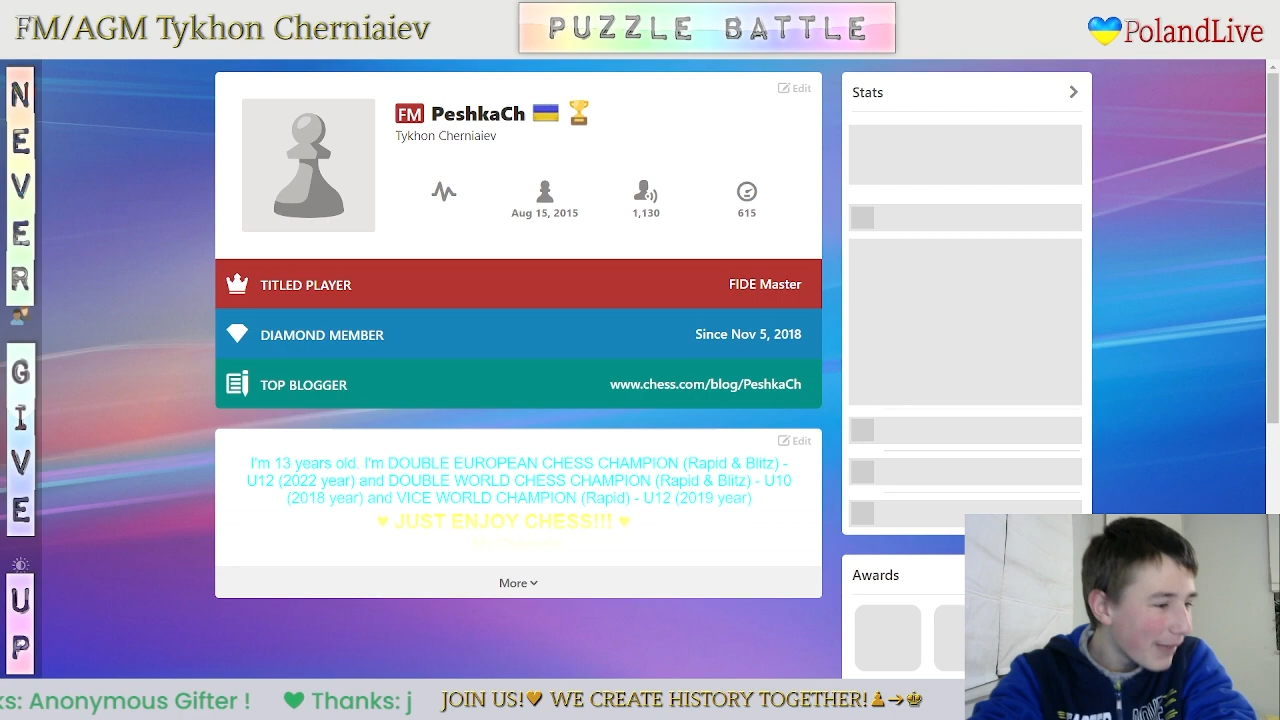 FM/AGM Tykhon Cherniaiev
PUZZLE BATTLE
PolandLive
NEVER
GIVE
UP
Edit
FM PeshkaCh
Tykhon Cherniaiev
Aug 15, 2015
1,130
615
TITLED PLAYER
FIDE Master
DIAMOND MEMBER
Since Nov 5, 2018
TOP BLOGGER
www.chess.com/blog/PeshkaCh
Edit
I'm 13 years old. I'm DOUBLE EUROPEAN CHESS CHAMPION (Rapid & Blitz) -
U12 (2022 year) and DOUBLE WORLD CHESS CHAMPION (Rapid & Blitz) - U10
(2018 year) and VICE WORLD CHAMPION (Rapid) - U12 (2019 year)
♥ JUST ENJOY CHESS!!! ♥
More
Stats
Awards
ks: Anonymous Gifter !
Thanks: j
JOIN US! WE CREATE HISTORY TOGETHER!